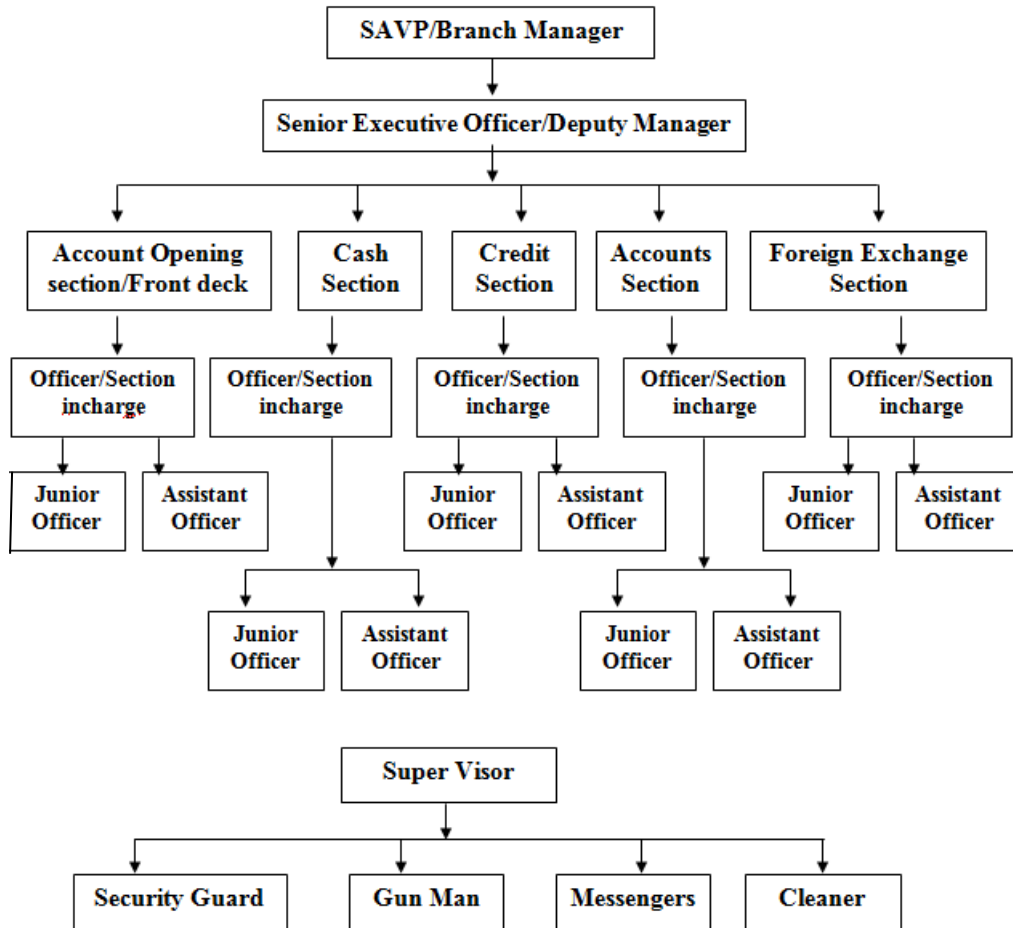 SAVP/Branch Manager
Senior Executive Officer/Deputy Manager
Account Opening
section/Front deck
Cash
Section
Credit
Section
Accounts
Section
Foreign Exchange
Section
Officer/Section
incharge
Officer/Section
incharge
Officer/Section
incharge
Officer/Section
incharge
Officer/Section
incharge
Junior
Officer
Assistant
Officer
Junior
Officer
Assistant
Officer
Junior
Officer
Assistant
Officer
Junior
Officer
Assistant
Officer
Junior
Officer
Assistant
Officer
Super Visor
Security Guard
Gun Man
Messengers
Cleaner